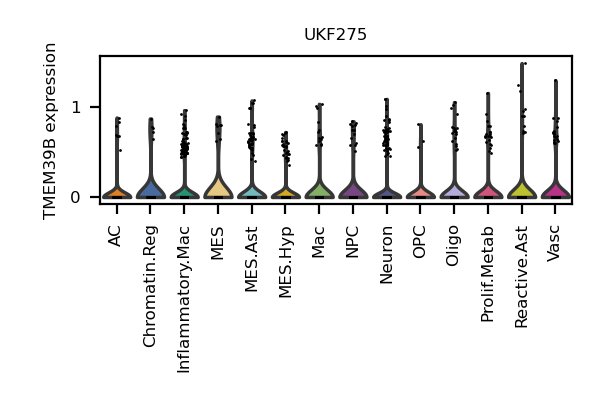 UKF275
TMEM39B expression
1
0
AC
Chromatin.Reg
Inflammatory.Mac
MES
MES.Ast
MES.Hyp
Mac
NPC
Neuron
OPC
Oligo
Prolif.Metab
Reactive.Ast
Vasc